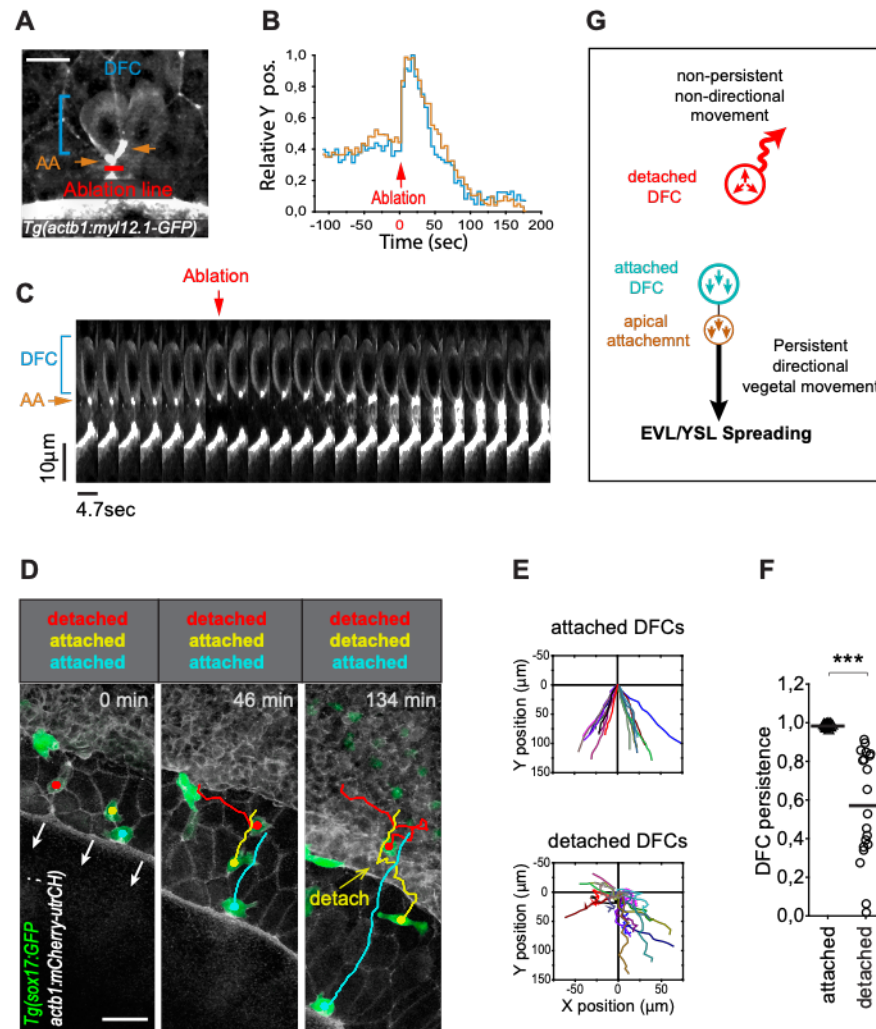 A
DFC
AA
Ablation line
Tg(actb1:myl12.1-GFP)
B
Relative Y pos.
1,0
0,8
0,6
0,4
0,2
0,0
Ablation
-100 -50 0 50 100 150 200
Time (sec)
C
Ablation
DFC
AA
10µm
4.7sec
D
detached detached detached
attached attached detached
attached attached attached
0 min 46 min 134 min
detach
Tg(sox17:GFP
;
actb1:mCherry-utrCH)
E
attached DFCs
Y position (µm)
-50
0
50
100
150
detached DFCs
Y position (µm)
-50
0
50
100
150
-50 0 50
X position (µm)
F
***
DFC persistence
1,2
1,0
0,8
0,6
0,4
0,2
0,0
attached
detached
G
non-persistent
non-directional
movement
detached
DFC
attached
DFC
apical
attachemnt
Persistent
directional
vegetal movement
EVL/YSL Spreading